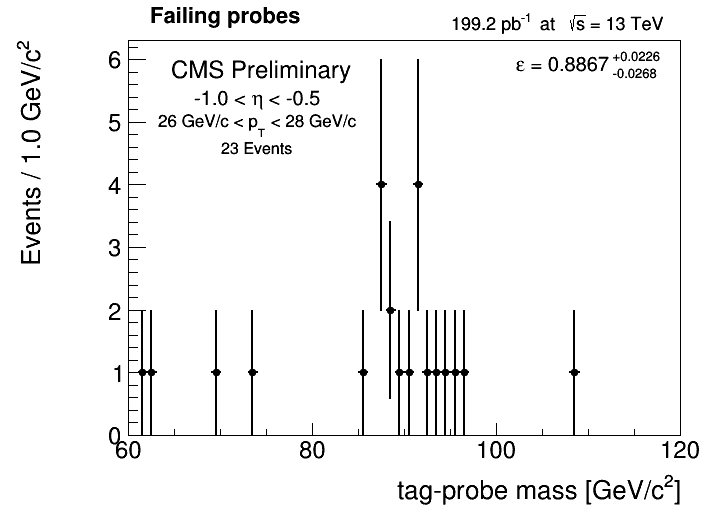 Failing probes
199.2 pb⁻¹ at √s = 13 TeV
CMS Preliminary
-1.0 < η < -0.5
26 GeV/c < p_T < 28 GeV/c
23 Events
ε = 0.8867 +0.0226 -0.0268
Events / 1.0 GeV/c²
6
5
4
3
2
1
0
60 80 100 120
tag-probe mass [GeV/c²]